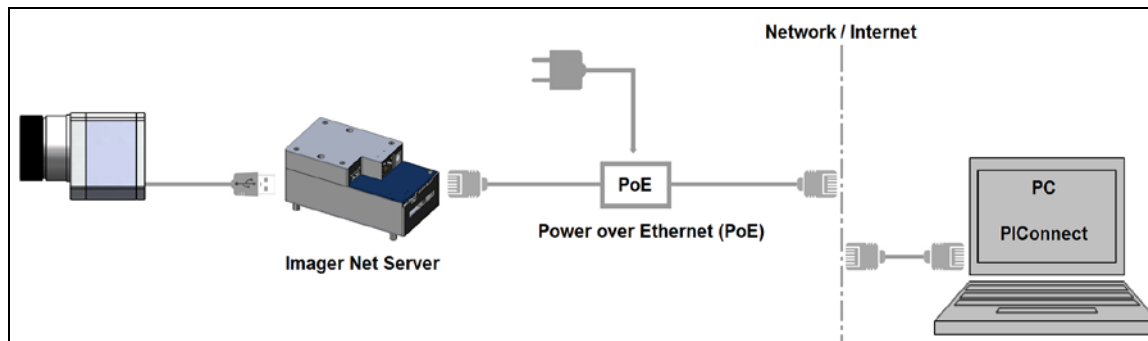 Network / Internet
PoE
Power over Ethernet (PoE)
Imager Net Server
PC
PIConnect